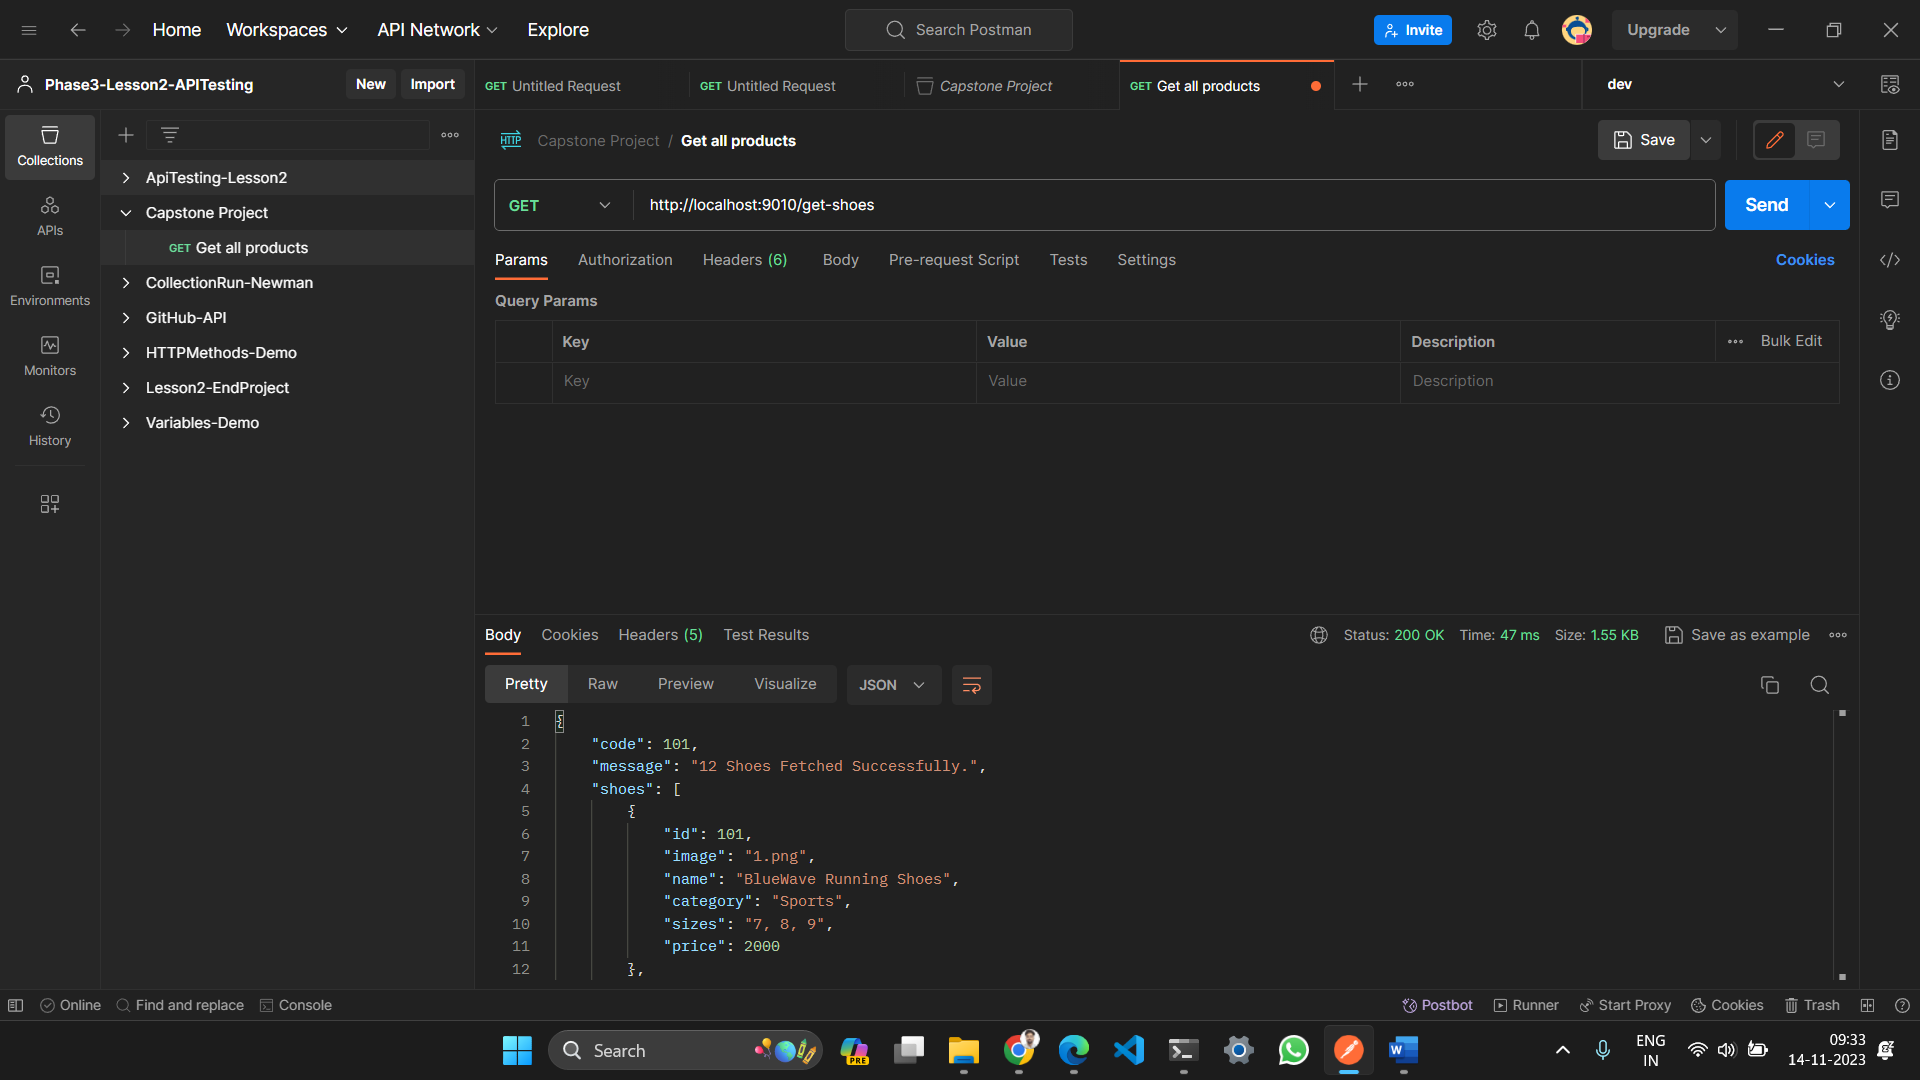 Home Workspaces API Network Explore Search Postman Invite Upgrade
Phase3-Lesson2-APITesting New Import GET Untitled Request GET Untitled Request Capstone Project GET Get all products dev
Collections
APIs
Environments
Monitors
History
ApiTesting-Lesson2
Capstone Project
GET Get all products
CollectionRun-Newman
GitHub-API
HTTPMethods-Demo
Lesson2-EndProject
Variables-Demo
HTTP Capstone Project / Get all products Save
GET http://localhost:9010/get-shoes Send
Params Authorization Headers (6) Body Pre-request Script Tests Settings Cookies
Query Params
Key Value Description Bulk Edit
Key Value Description
Body Cookies Headers (5) Test Results Status: 200 OK Time: 47 ms Size: 1.55 KB Save as example
Pretty Raw Preview Visualize JSON
1 {
2 "code": 101,
3 "message": "12 Shoes Fetched Successfully.",
4 "shoes": [
5 {
6 "id": 101,
7 "image": "1.png",
8 "name": "BlueWave Running Shoes",
9 "category": "Sports",
10 "sizes": "7, 8, 9",
11 "price": 2000
12 },
Online Find and replace Console Postbot Runner Start Proxy Cookies Trash
Search PRE W ENG
IN 09:33
14-11-2023